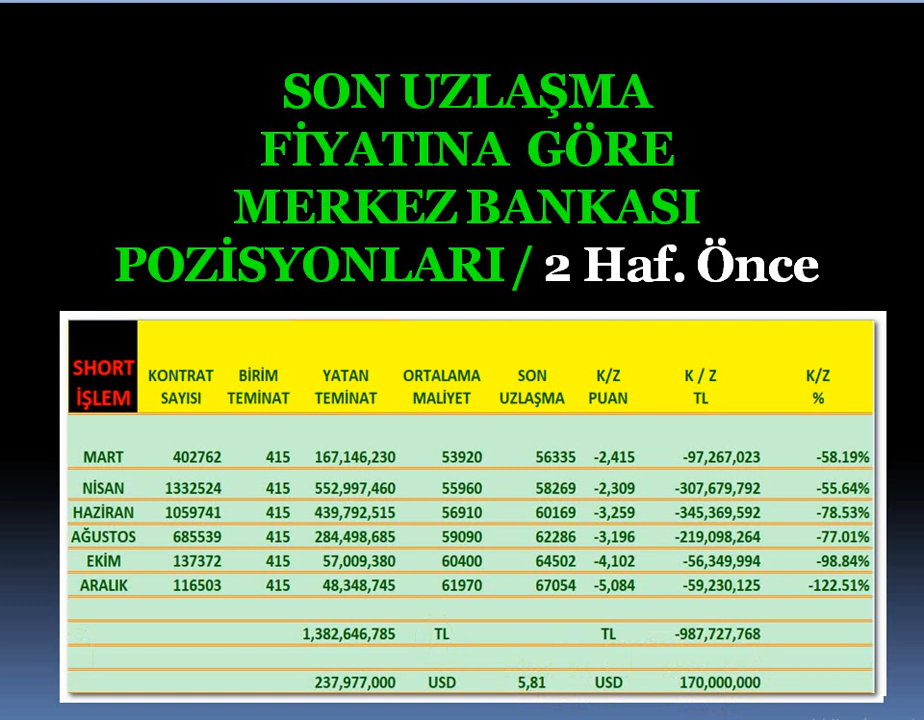 SON UZLAŞMA
FİYATINA GÖRE
MERKEZ BANKASI
POZİSYONLARI / 2 Haf. Önce
SHORT İŞLEM KONTRAT SAYISI BİRİM TEMİNAT YATAN TEMİNAT ORTALAMA MALİYET SON UZLAŞMA K/Z PUAN K / Z TL K/Z %
MART 402762 415 167,146,230 53920 56335 -2,415 -97,267,023 -58.19%
NİSAN 1332524 415 552,997,460 55960 58269 -2,309 -307,679,792 -55.64%
HAZİRAN 1059741 415 439,792,515 56910 60169 -3,259 -345,369,592 -78.53%
AĞUSTOS 685539 415 284,498,685 59090 62286 -3,196 -219,098,264 -77.01%
EKİM 137372 415 57,009,380 60400 64502 -4,102 -56,349,994 -98.84%
ARALIK 116503 415 48,348,745 61970 67054 -5,084 -59,230,125 -122.51%
1,382,646,785 TL TL -987,727,768
237,977,000 USD 5,81 USD 170,000,000